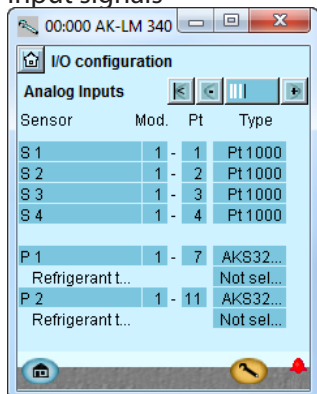 Input signals
00:000 AK-LM 340
I/O configuration
Analog Inputs
Sensor Mod. Pt Type
S 1 1 - 1 Pt 1000
S 2 1 - 2 Pt 1000
S 3 1 - 3 Pt 1000
S 4 1 - 4 Pt 1000
P 1 1 - 7 AKS32...
Refrigerant t... Not sel...
P 2 1 - 11 AKS32...
Refrigerant t... Not sel...